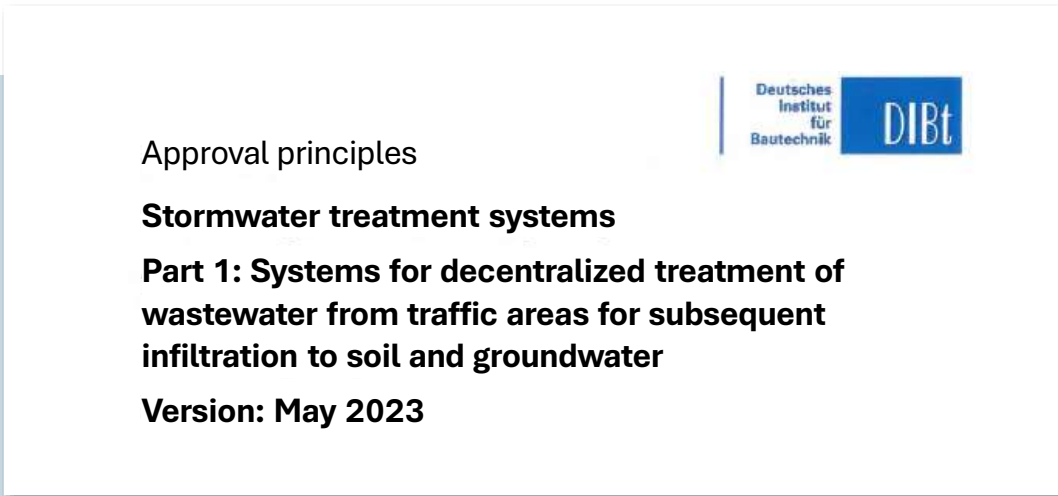 Deutsches
Institut
für
Bautechnik
DIBt
Approval principles
Stormwater treatment systems
Part 1: Systems for decentralized treatment of
wastewater from traffic areas for subsequent
infiltration to soil and groundwater
Version: May 2023